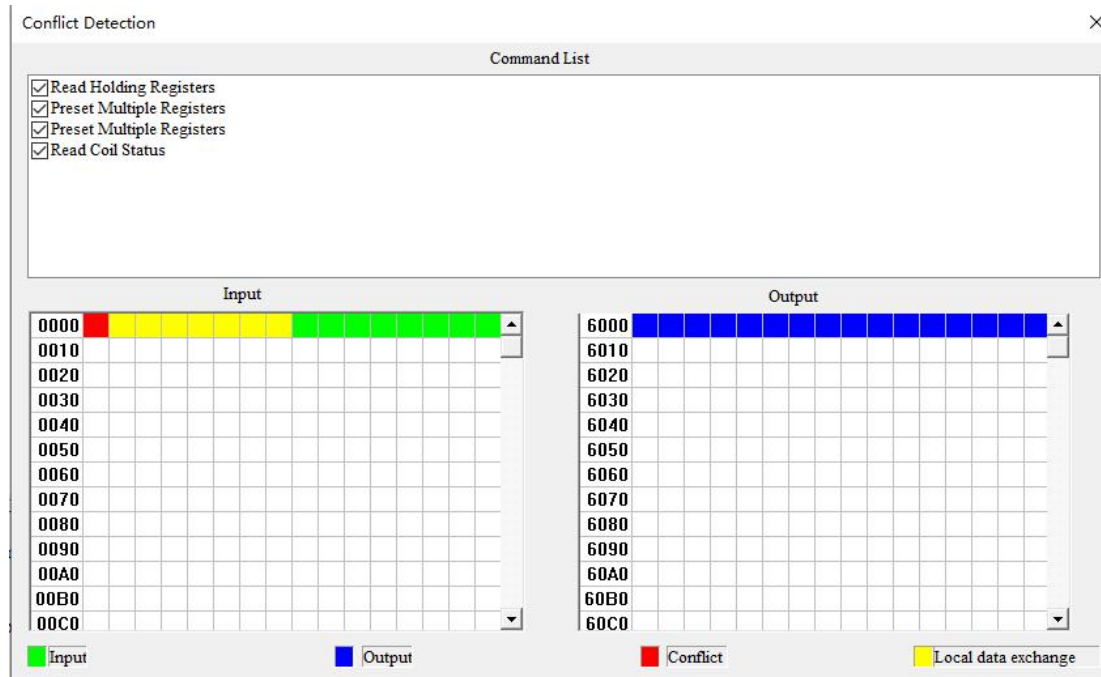 Conflict Detection
Command List
Read Holding Registers
Preset Multiple Registers
Preset Multiple Registers
Read Coil Status
Input
Output
0000
0010
0020
0030
0040
0050
0060
0070
0080
0090
00A0
00B0
00C0
6000
6010
6020
6030
6040
6050
6060
6070
6080
6090
60A0
60B0
60C0
Input
Output
Conflict
Local data exchange